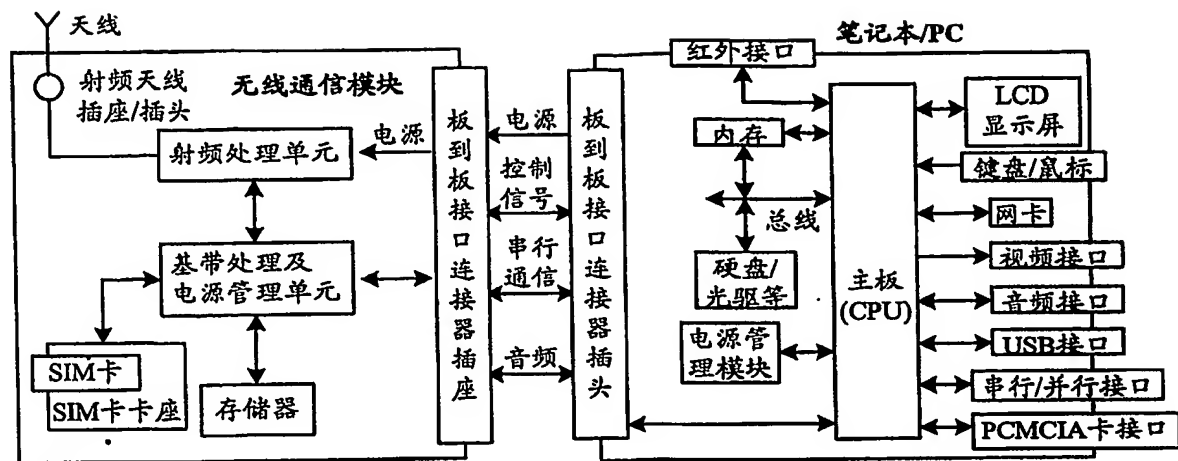 天线
射频天线
插座/插头
无线通信模块
射频处理单元
电源
基带处理及
电源管理单元
SIM卡
SIM卡卡座
存储器
板到板接口连接器插座
电源
控制
信号
串行
通信
音频
板到板接口连接器插头
笔记本/PC
红外接口
内存
总线
硬盘/
光驱等
电源管
理模块
主板
(CPU)
LCD
显示屏
键盘/鼠标
网卡
视频接口
音频接口
USB接口
串行/并行接口
PCMCIA卡接口